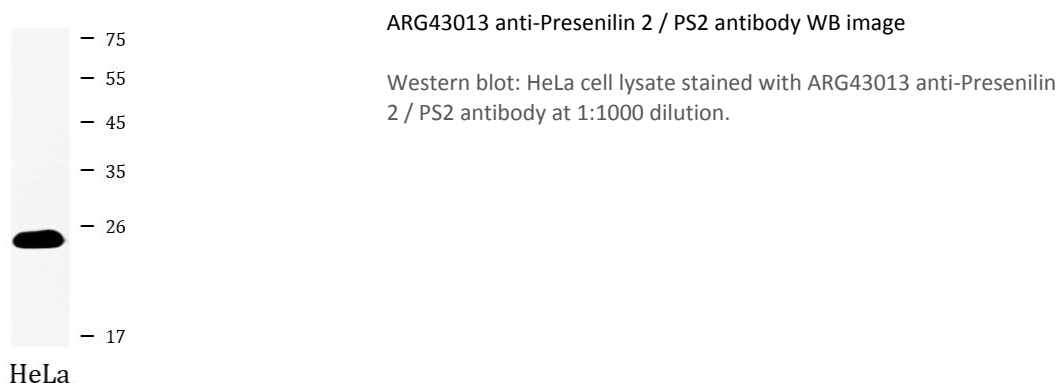 75
55
45
35
26
17
HeLa
ARG43013 anti-Presenilin 2 / PS2 antibody WB image
Western blot: HeLa cell lysate stained with ARG43013 anti-Presenilin
2 / PS2 antibody at 1:1000 dilution.